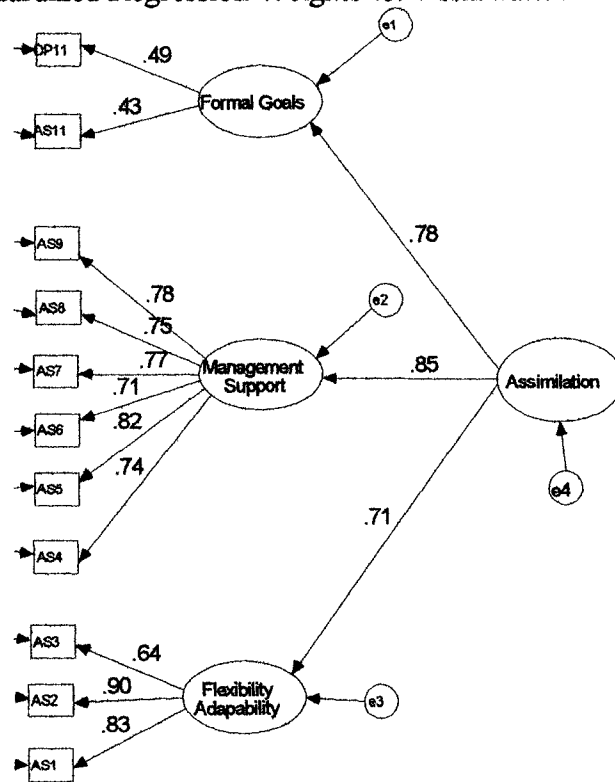 e1
OP11
.49
Formal Goals
.43
AS11
.78
AS9
.78
e2
AS8
.75
AS7
.77
Management
Support
.85
Assimilation
.71
AS6
.82
AS5
.74
e4
AS4
.71
AS3
.64
Flexibility
Adapability
.90
AS2
e3
.83
AS1